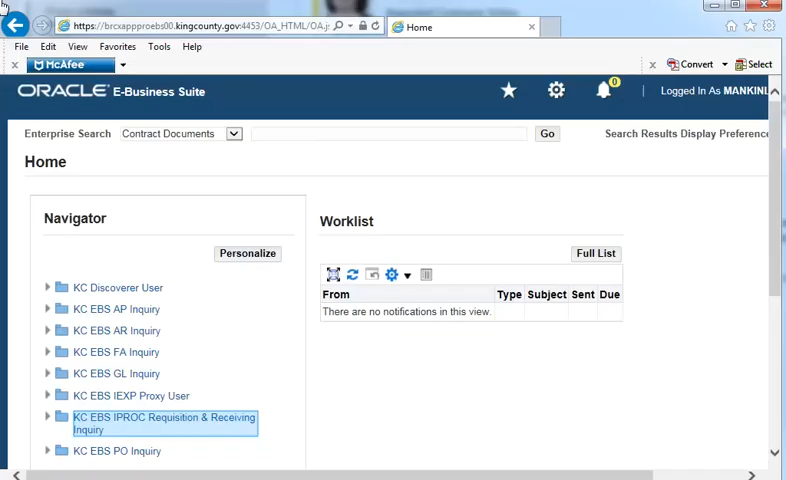 https://brcxappproebs00.kingcounty.gov:4453/OA_HTML/OA.js
Home
File Edit View Favorites Tools Help
McAfee
Convert Select
ORACLE E-Business Suite
0
Logged In As MANKINL
Enterprise Search Contract Documents Go Search Results Display Preference
Home
Navigator
Personalize
KC Discoverer User
KC EBS AP Inquiry
KC EBS AR Inquiry
KC EBS FA Inquiry
KC EBS GL Inquiry
KC EBS IEXP Proxy User
KC EBS IPROC Requisition & Receiving
Inquiry
KC EBS PO Inquiry
Worklist
Full List
From Type Subject Sent Due
There are no notifications in this view.